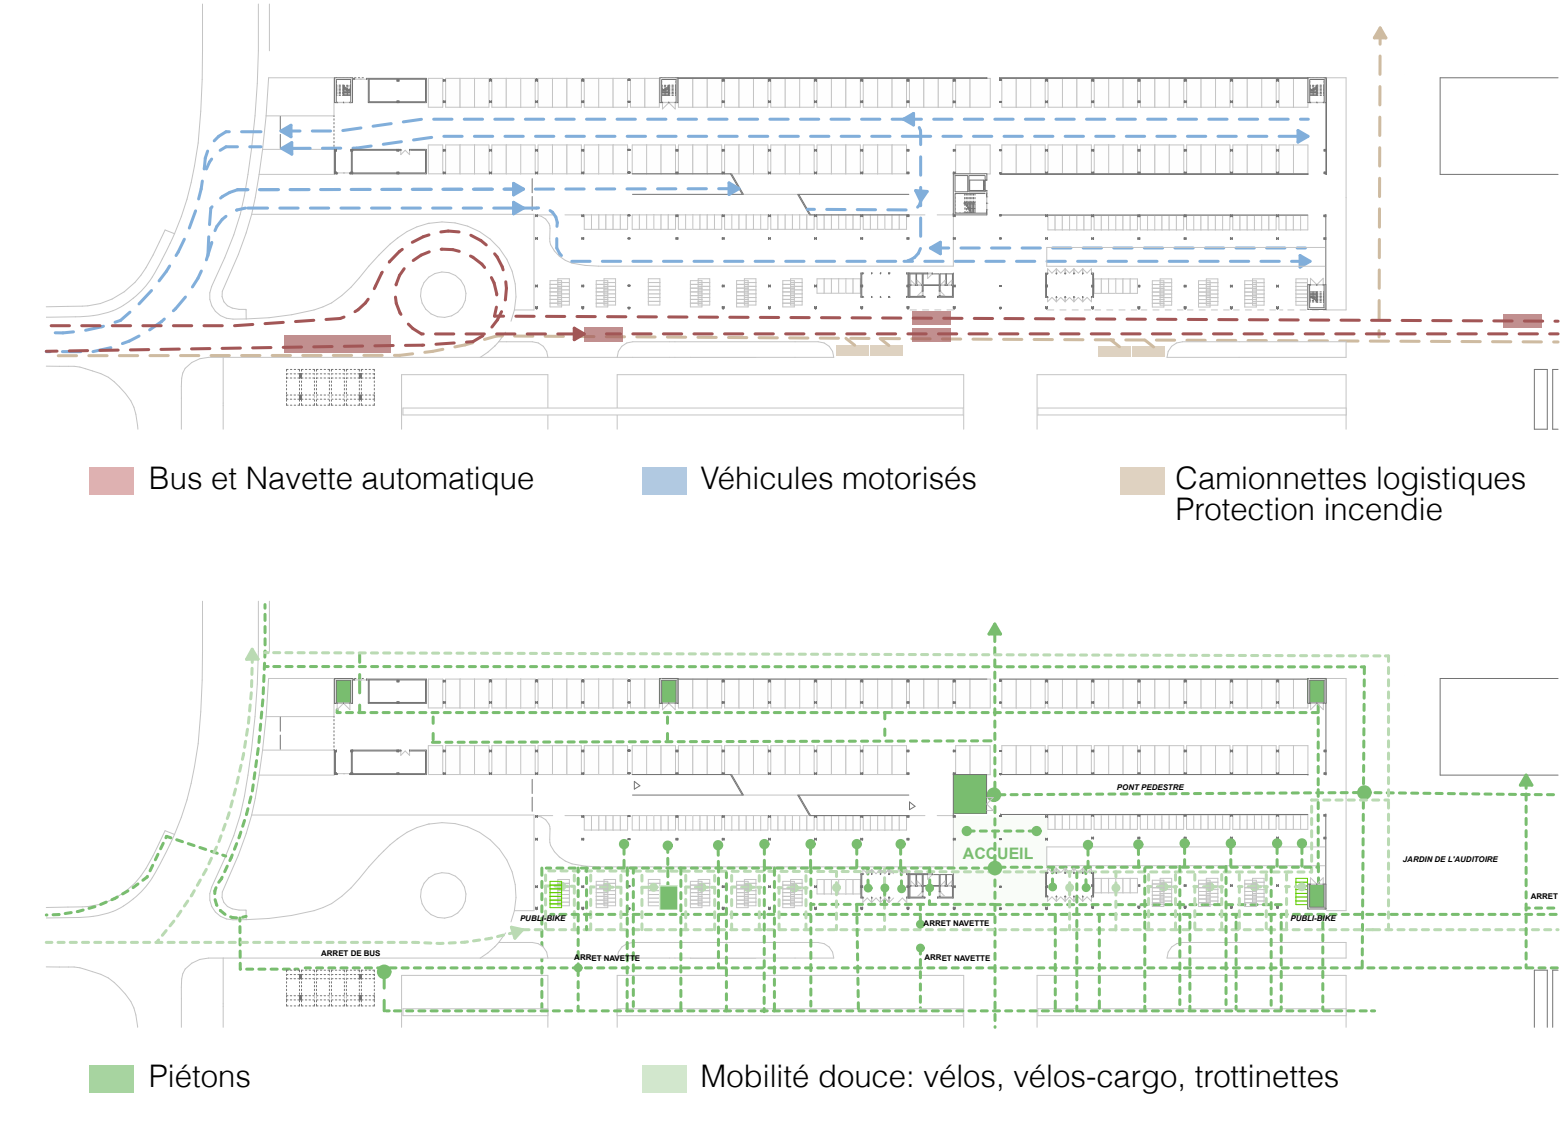 Bus et Navette automatique
Véhicules motorisés
Camionnettes logistiques
Protection incendie
PONT PEDESTRE
ACCUEIL
JARDIN DE L'AUDITOIRE
ARRET
PUBLI-BIKE
PUBLI-BIKE
ARRET NAVETTE
ARRET DE BUS
ARRET NAVETTE
ARRET NAVETTE
Piétons
Mobilité douce: vélos, vélos-cargo, trottinettes